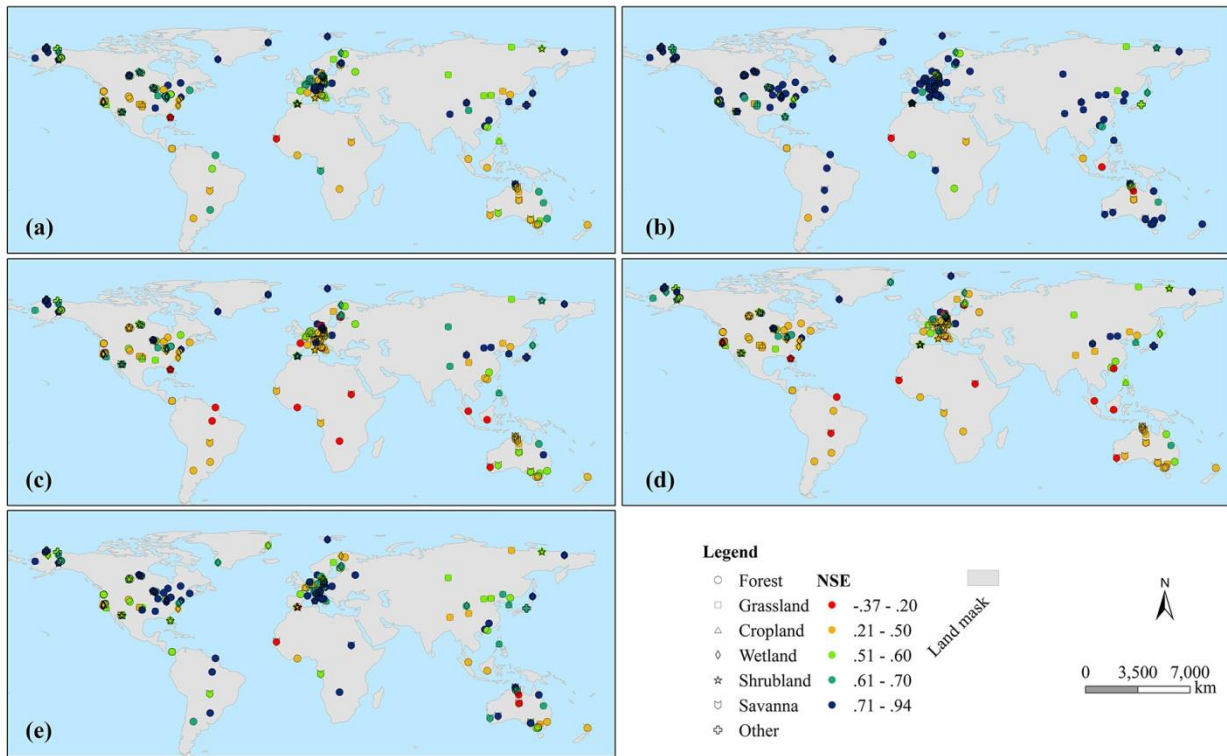 (a)
(b)
(c)
(d)
(e)
Legend
Forest NSE
Grassland -.37 - .20
Cropland .21 - .50
Wetland .51 - .60
Shrubland .61 - .70
Savanna .71 - .94
Other
Land mask
N
0 3,500 7,000
km